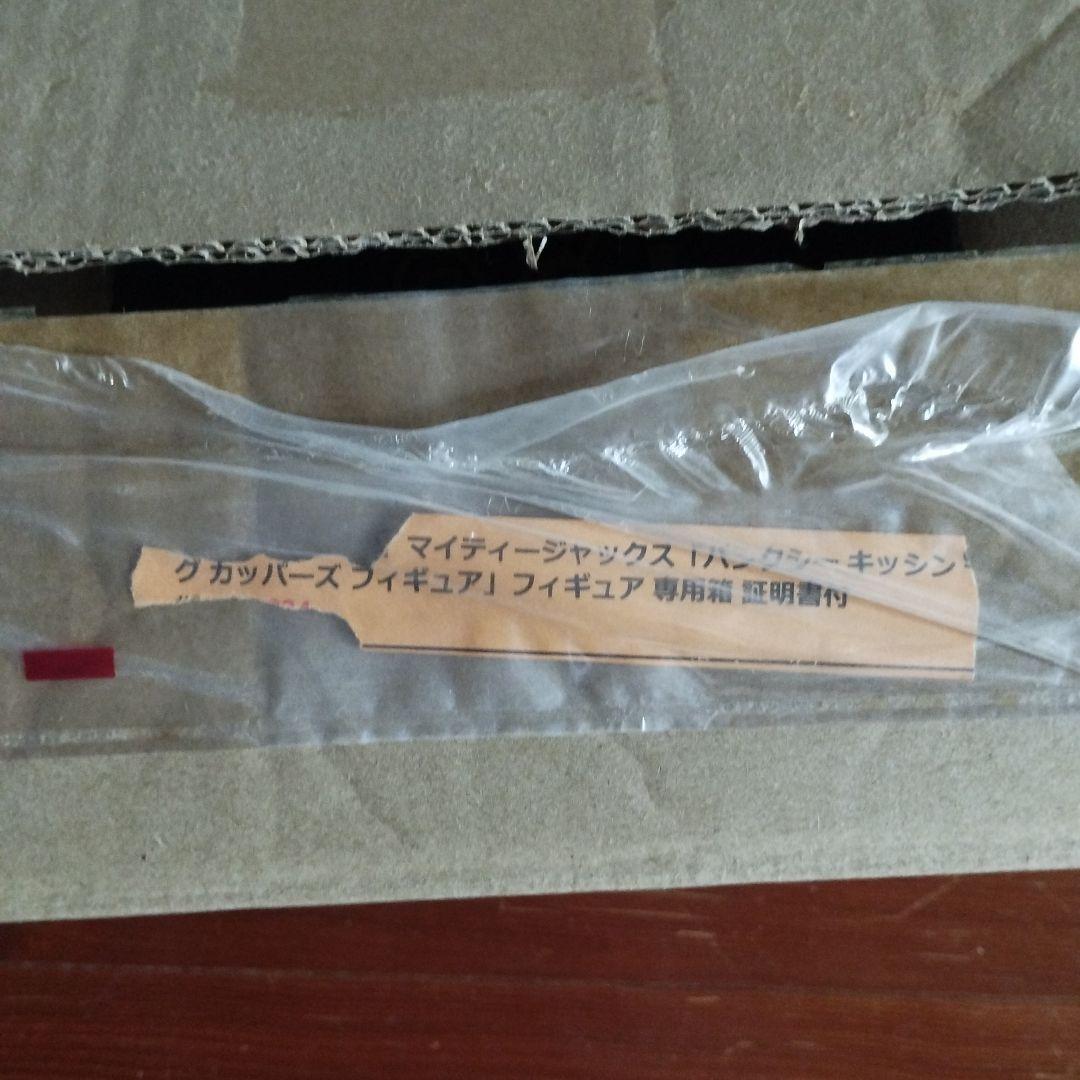 マイティージャックス「バンクシー キッシン
グ カッパーズ フィギュア」フィギュア 専用箱 証明書付